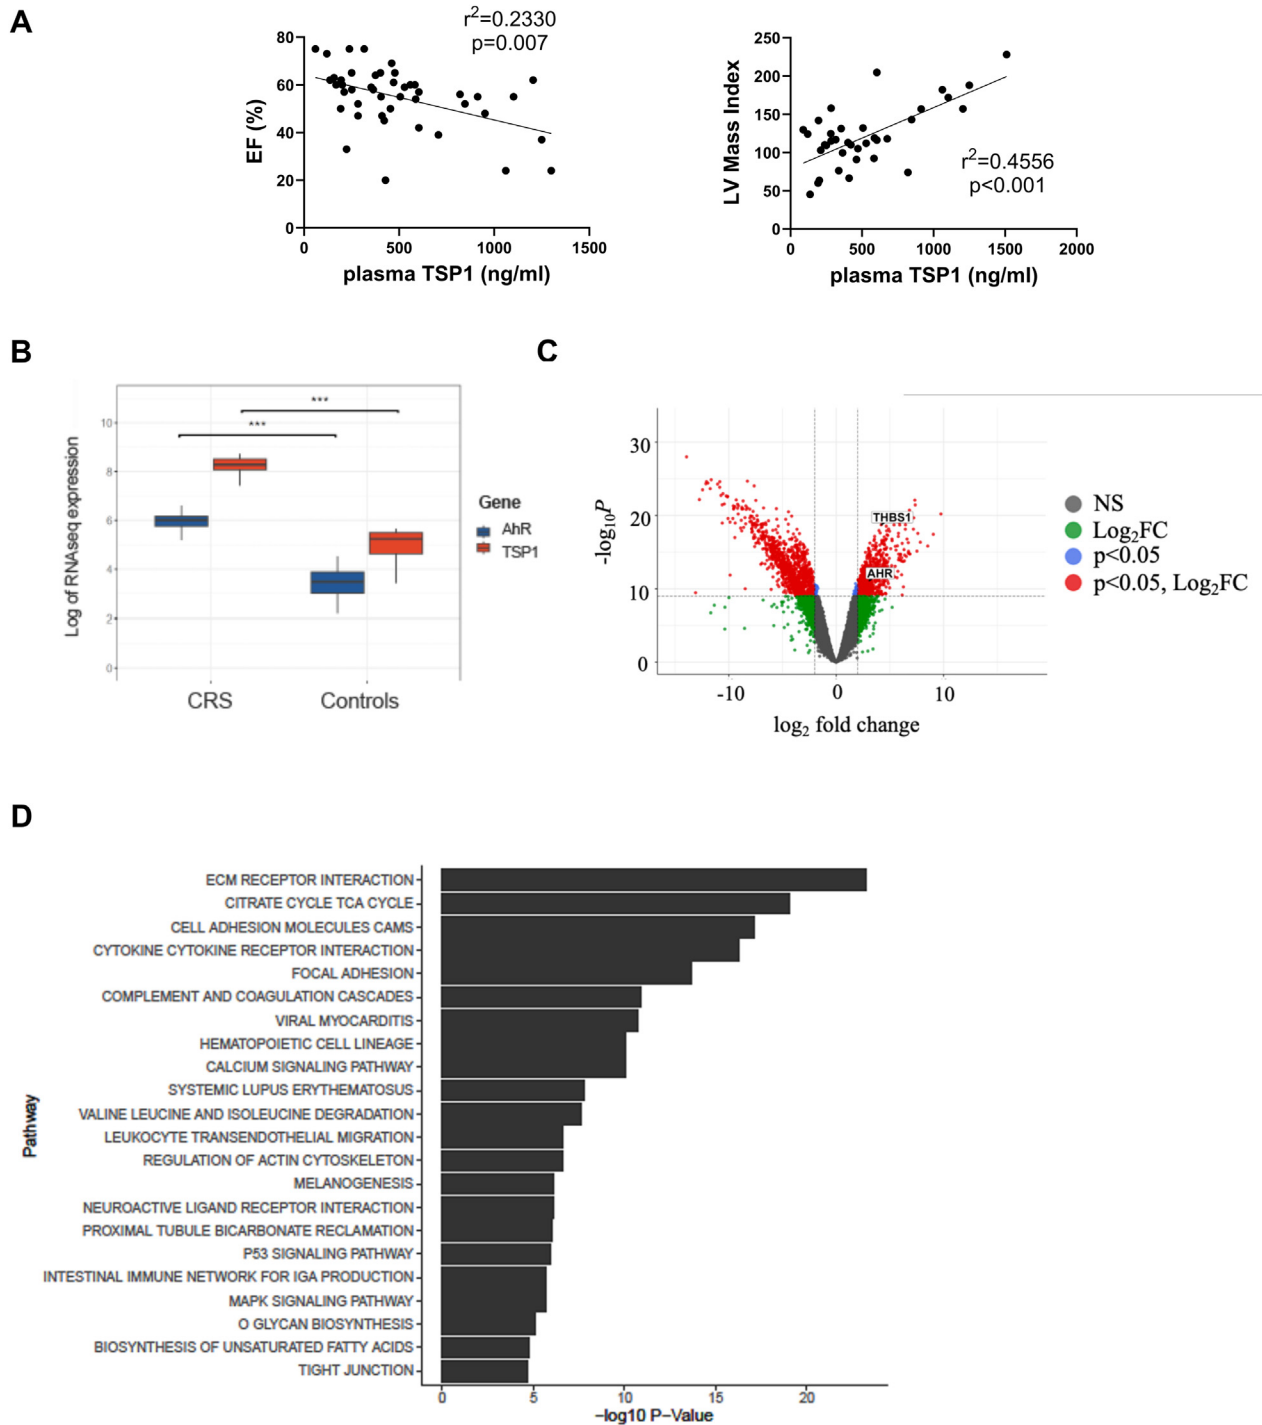 A
r²=0.2330
p=0.007
80
60
40
20
0
EF (%)
0 500 1000 1500
plasma TSP1 (ng/ml)
250
200
150
100
50
0
LV Mass Index
r²=0.4556
p<0.001
0 500 1000 1500 2000
plasma TSP1 (ng/ml)
B
Log of RNAseq expression
10
8
6
4
2
0
***
***
CRS Controls
Gene
AhR
TSP1
C
-log₁₀P
30
20
10
0
THBS1
AHR
-10 0 10
log₂ fold change
NS
Log₂FC
p<0.05
p<0.05, Log₂FC
D
Pathway
ECM RECEPTOR INTERACTION
CITRATE CYCLE TCA CYCLE
CELL ADHESION MOLECULES CAMS
CYTOKINE CYTOKINE RECEPTOR INTERACTION
FOCAL ADHESION
COMPLEMENT AND COAGULATION CASCADES
VIRAL MYOCARDITIS
HEMATOPOIETIC CELL LINEAGE
CALCIUM SIGNALING PATHWAY
SYSTEMIC LUPUS ERYTHEMATOSUS
VALINE LEUCINE AND ISOLEUCINE DEGRADATION
LEUKOCYTE TRANSENDOTHELIAL MIGRATION
REGULATION OF ACTIN CYTOSKELETON
MELANOGENESIS
NEUROACTIVE LIGAND RECEPTOR INTERACTION
PROXIMAL TUBULE BICARBONATE RECLAMATION
P53 SIGNALING PATHWAY
INTESTINAL IMMUNE NETWORK FOR IGA PRODUCTION
MAPK SIGNALING PATHWAY
O GLYCAN BIOSYNTHESIS
BIOSYNTHESIS OF UNSATURATED FATTY ACIDS
TIGHT JUNCTION
0 5 10 15 20
−log10 P−Value